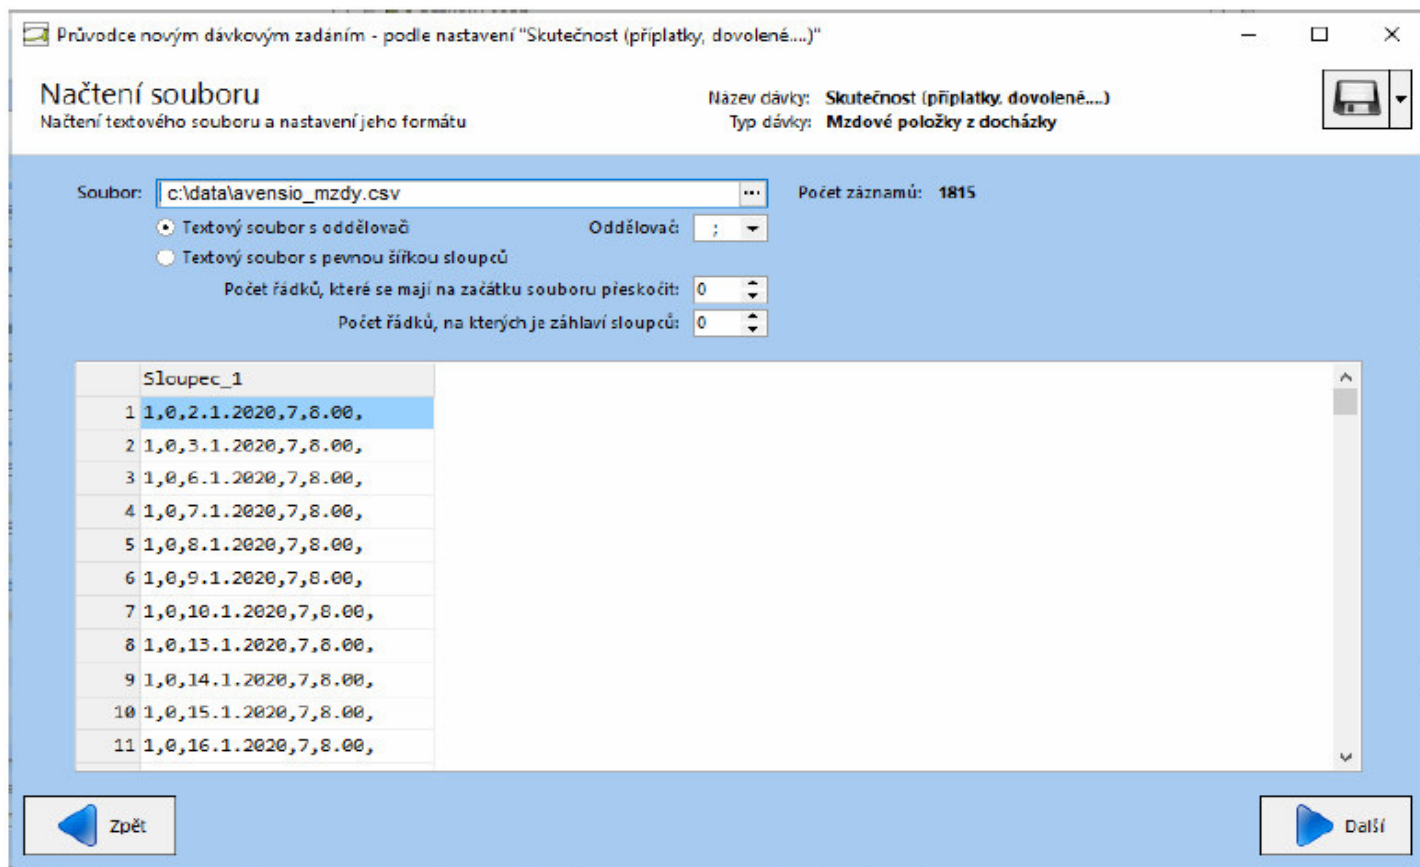 Průvodce novým dávkovým zadáním - podle nastavení "Skutečnost (příplatky, dovolené....)"
Načtení souboru
Načtení textového souboru a nastavení jeho formátu
Název dávky: Skutečnost (příplatky, dovolené....)
Typ dávky: Mzdové položky z docházky
Soubor: c:\data\avensio_mzdy.csv ... Počet záznamů: 1815
Textový soubor s oddělovači Oddělovač: ;
Textový soubor s pevnou šířkou sloupců
Počet řádků, které se mají na začátku souboru přeskočit: 0
Počet řádků, na kterých je záhlaví sloupců: 0
Sloupec_1
1 1,0,2.1.2020,7,8.00,
2 1,0,3.1.2020,7,8.00,
3 1,0,6.1.2020,7,8.00,
4 1,0,7.1.2020,7,8.00,
5 1,0,8.1.2020,7,8.00,
6 1,0,9.1.2020,7,8.00,
7 1,0,10.1.2020,7,8.00,
8 1,0,13.1.2020,7,8.00,
9 1,0,14.1.2020,7,8.00,
10 1,0,15.1.2020,7,8.00,
11 1,0,16.1.2020,7,8.00,
Zpět
Další